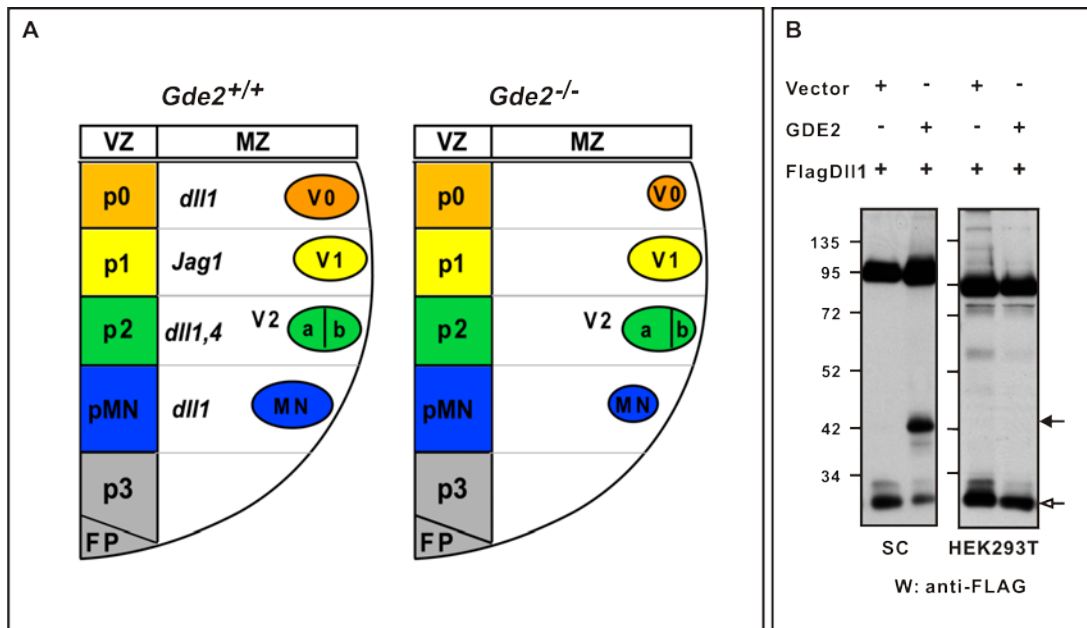 A
Gde2+/+
Gde2-/-
VZ MZ
VZ MZ
p0 dll1 V0
p1 Jag1 V1
p2 dll1,4 V2 a b
pMN dll1 MN
p3
FP
p0 V0
p1 V1
p2 V2 a b
pMN MN
p3
FP
B
Vector + - + -
GDE2 - + - +
FlagDll1 + + + +
135
95
72
52
42
34
SC HEK293T
W: anti-FLAG